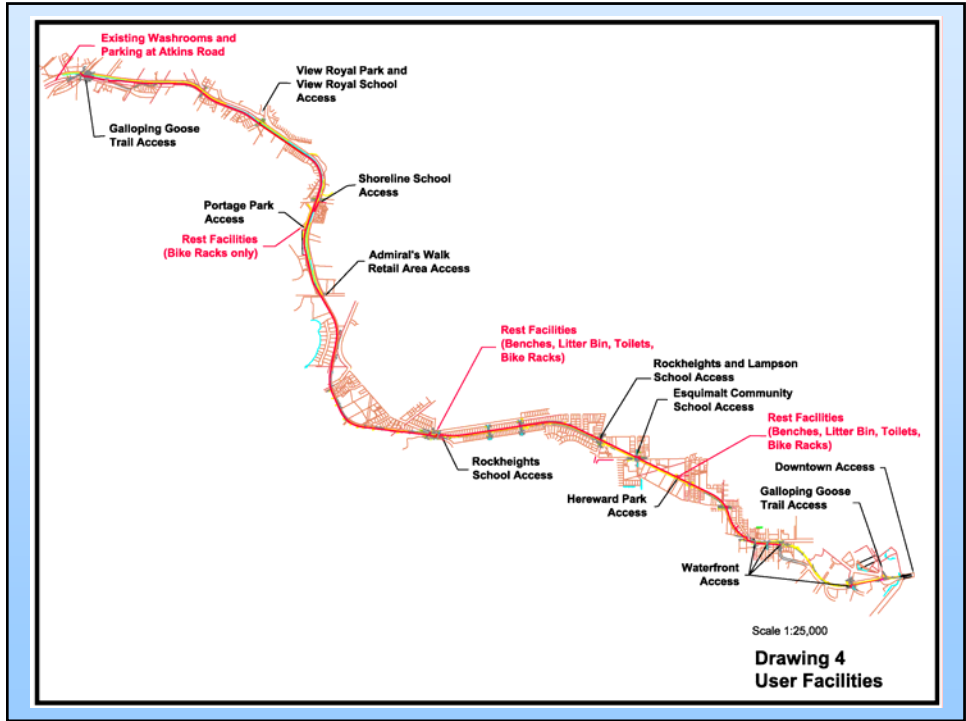 Existing Washrooms and
Parking at Atkins Road
View Royal Park and
View Royal School
Access
Galloping Goose
Trail Access
Shoreline School
Access
Portage Park
Access
Rest Facilities
(Bike Racks only)
Admiral's Walk
Retail Area Access
Rest Facilities
(Benches, Litter Bin, Toilets,
Bike Racks)
Rockheights and Lampson
School Access
Esquimalt Community
School Access
Rest Facilities
(Benches, Litter Bin, Toilets,
Bike Racks)
Rockheights
School Access
Downtown Access
Hereward Park
Access
Galloping Goose
Trail Access
Waterfront
Access
Scale 1:25,000
Drawing 4
User Facilities